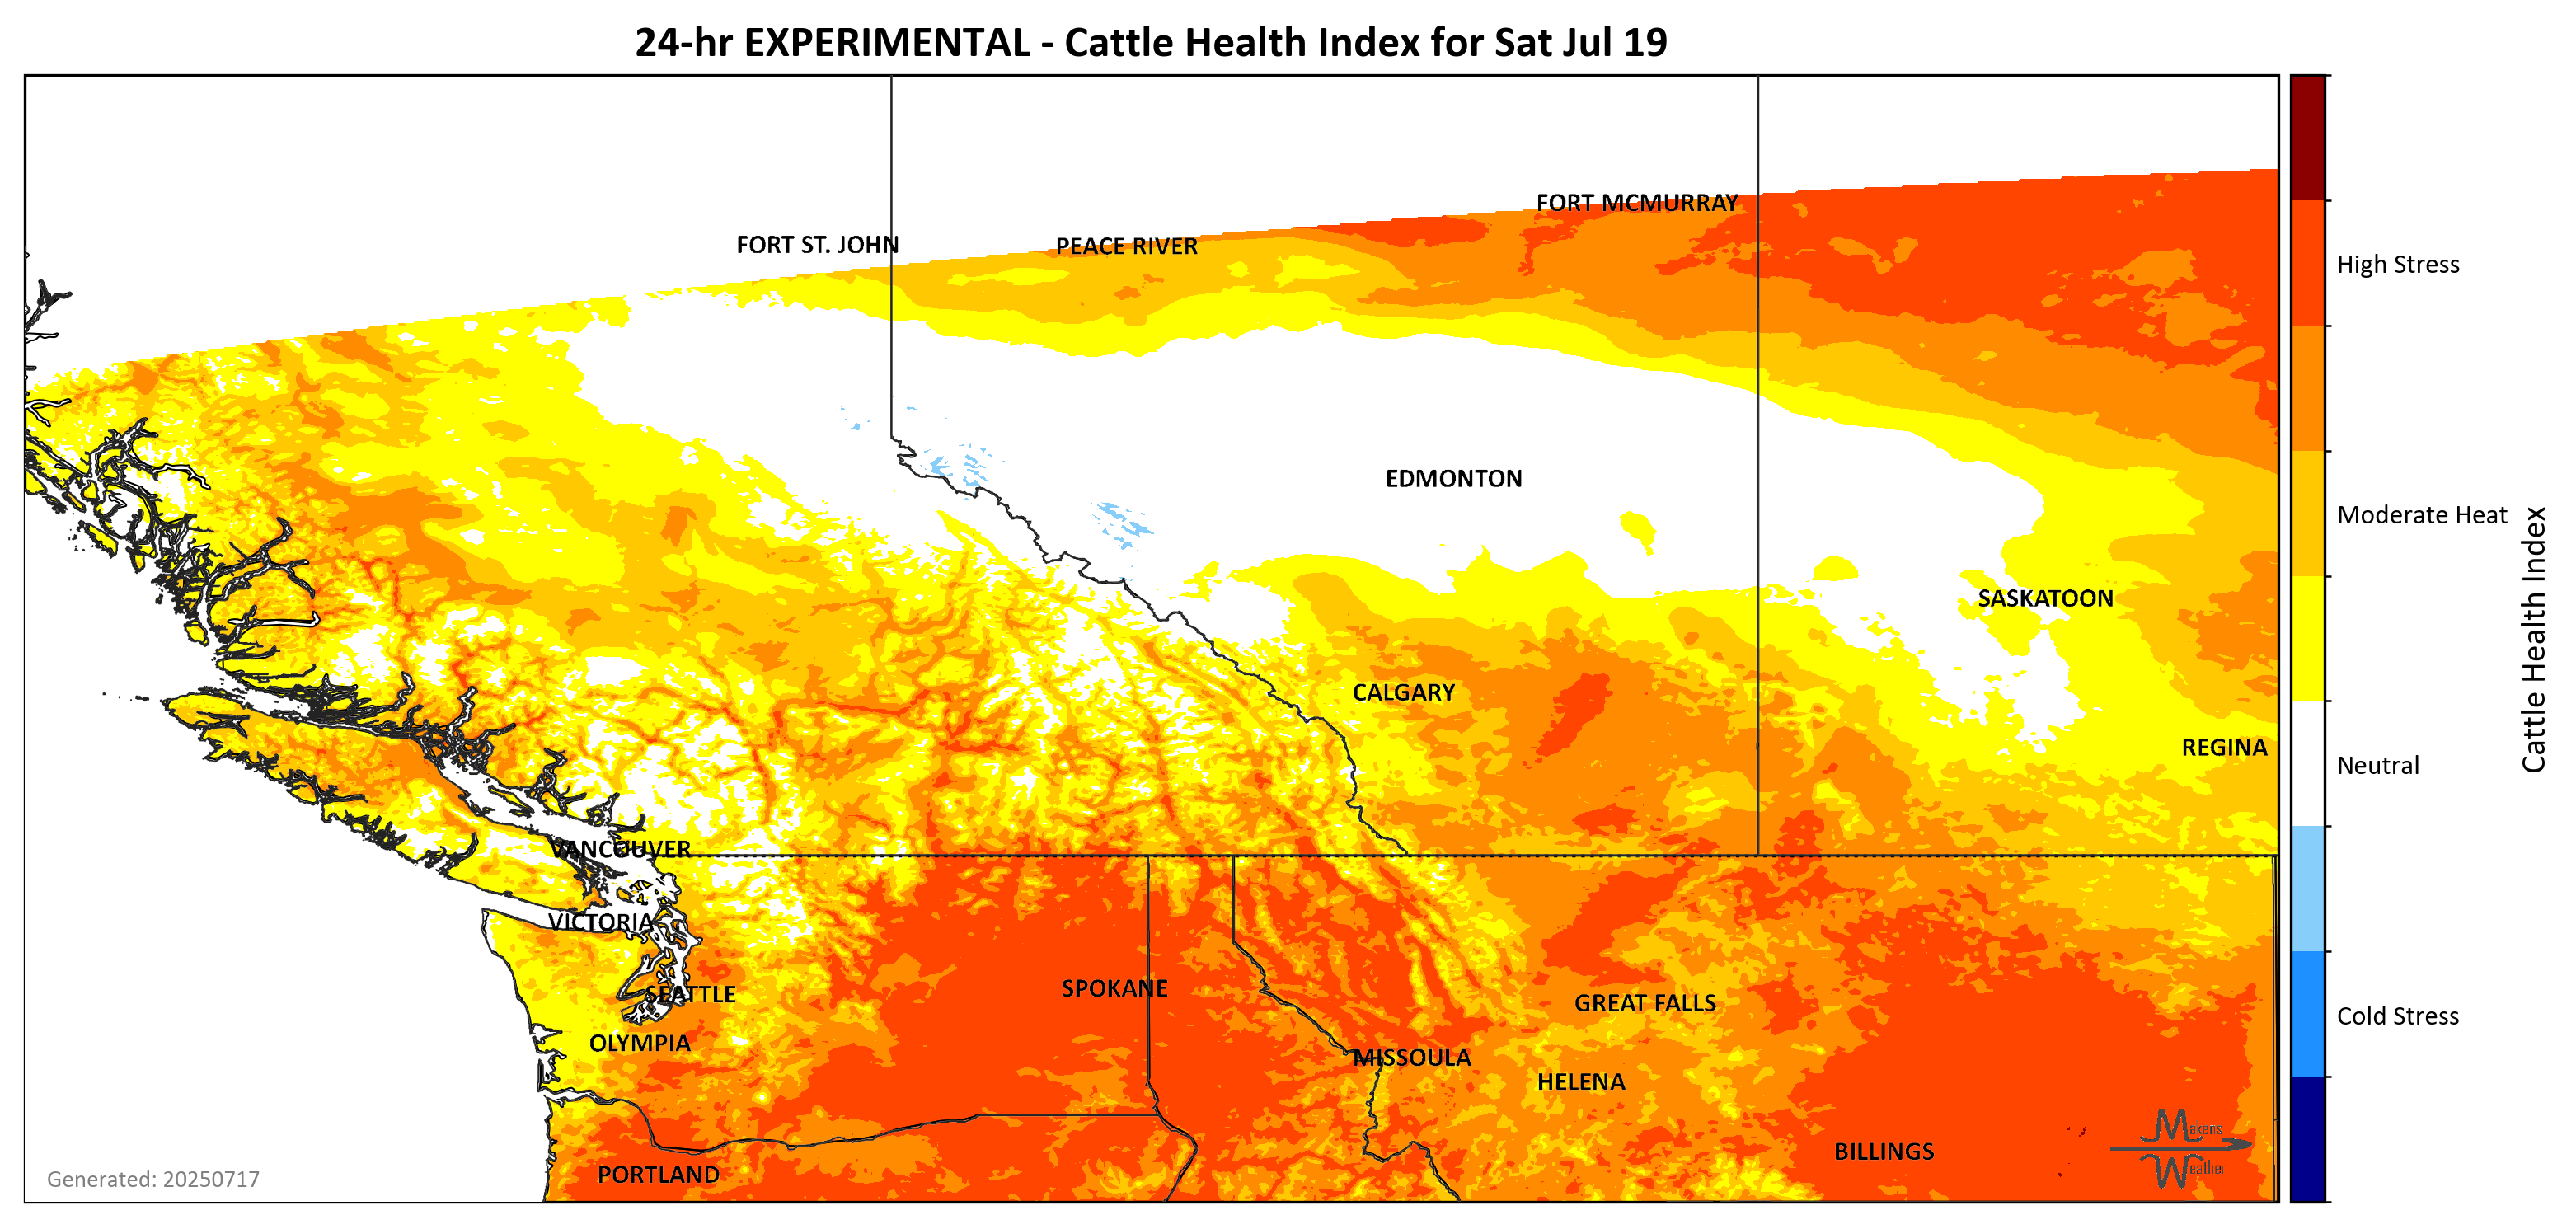 24-hr EXPERIMENTAL - Cattle Health Index for Sat Jul 19
FORT MCMURRAY
FORT ST. JOHN
PEACE RIVER
High Stress
EDMONTON
Moderate Heat
SASKATOON
CALGARY
REGINA
Neutral
Cattle Health Index
VANCOUVER
VICTORIA
SEATTLE
SPOKANE
GREAT FALLS
Cold Stress
OLYMPIA
MISSOULA
HELENA
BILLINGS
Makens
Weather
PORTLAND
Generated: 20250717